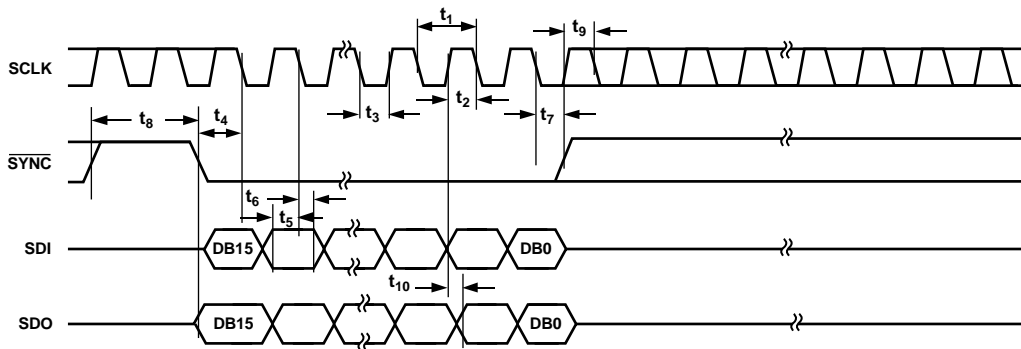 t1
t9
SCLK
t2
t3
t7
t8
t4
SYNC
t6
t5
SDI
DB15
DB0
t10
SDO
DB15
DB0